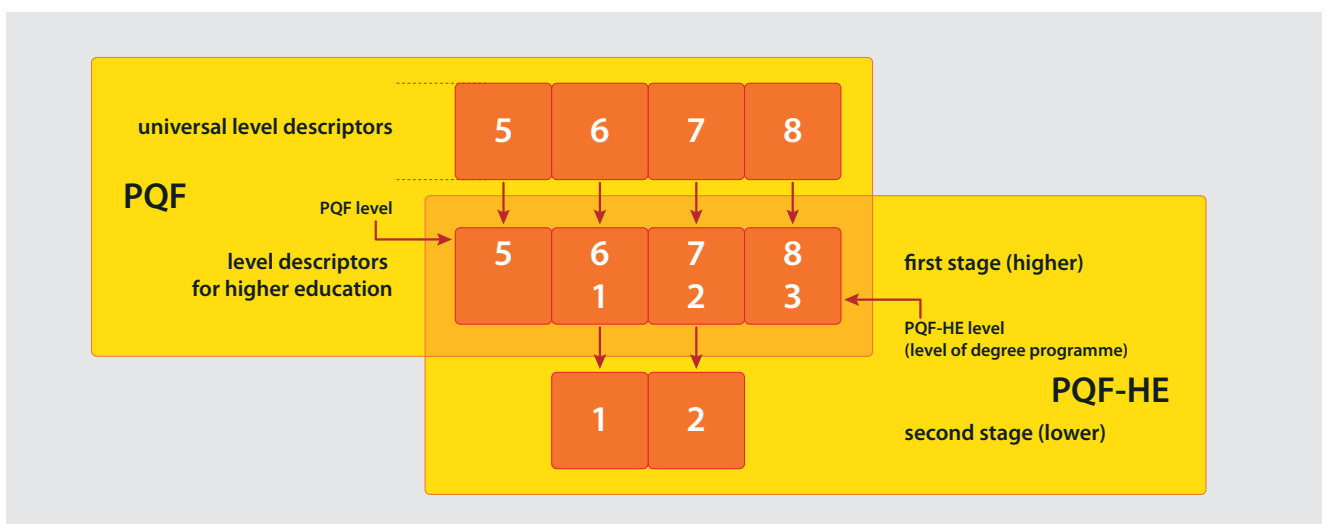 universal level descriptors
5 6 7 8
PQF
PQF level
level descriptors
for higher education
5 6 7 8
1 2 3
first stage (higher)
PQF-HE level
(level of degree programme)
PQF-HE
1 2
second stage (lower)